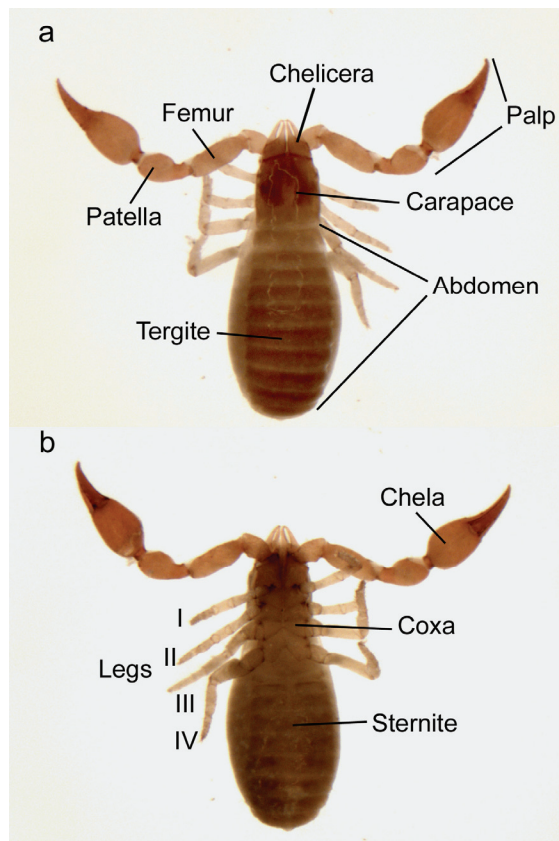 a
Chelicera
Femur
Palp
Patella
Carapace
Abdomen
Tergite
b
Chela
I
Coxa
II
Legs
III
Sternite
IV